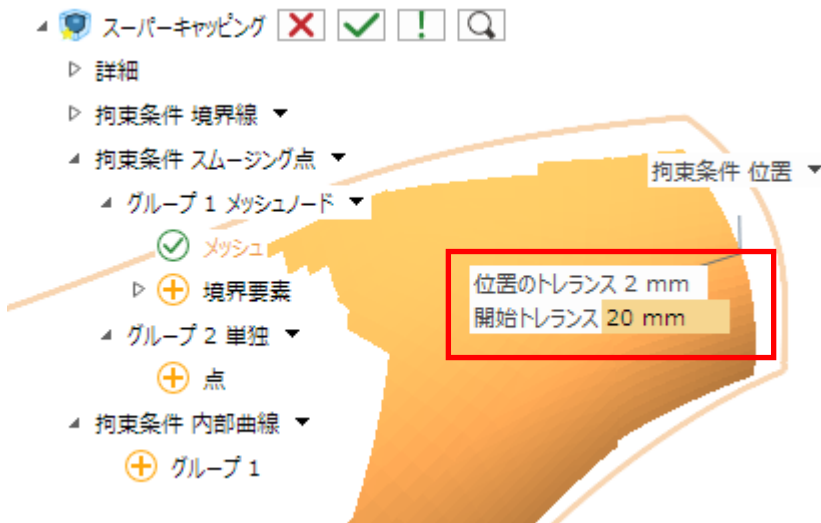 スーパーキャッピング
詳細
拘束条件 境界線
拘束条件 スムージング点
拘束条件 位置
グループ 1 メッシュノード
メッシュ
位置のトレランス 2 mm
境界要素
開始トレランス 20 mm
グループ 2 単独
点
拘束条件 内部曲線
グループ 1